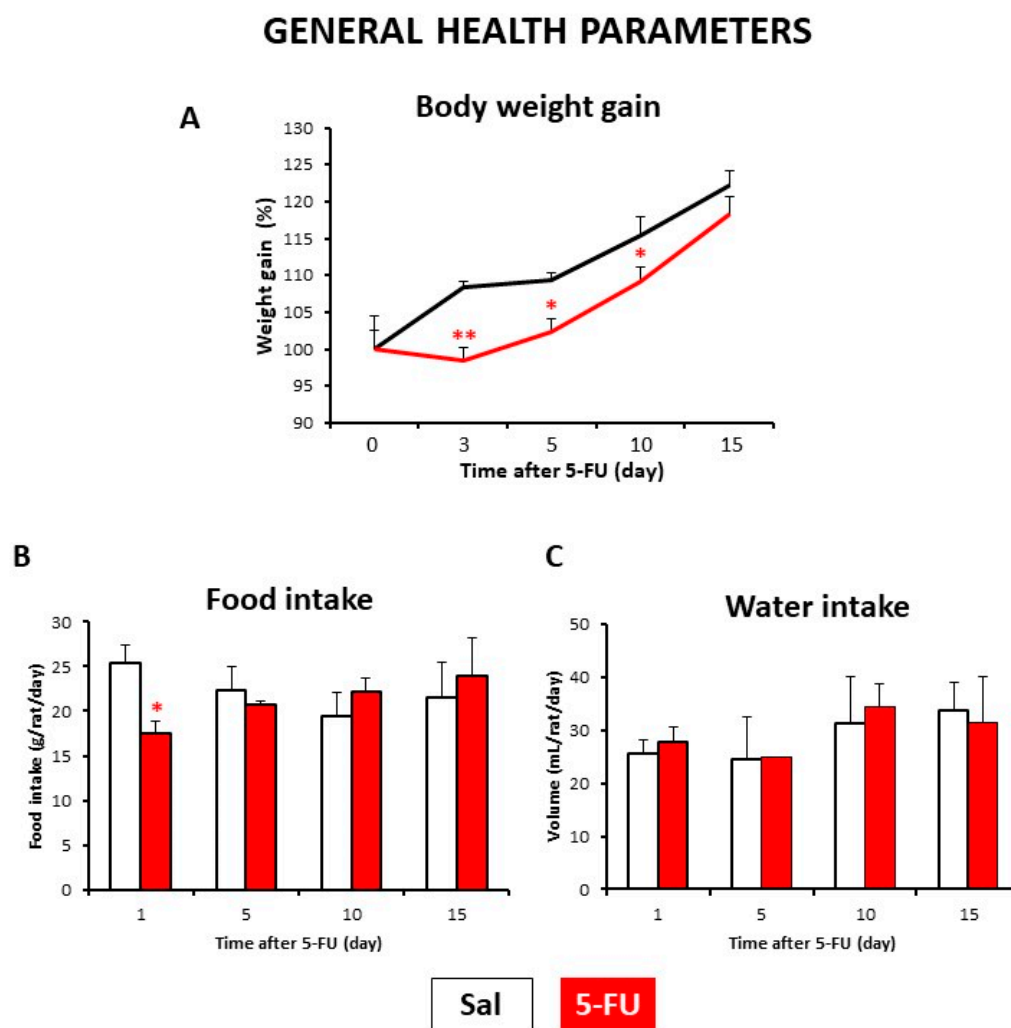 GENERAL HEALTH PARAMETERS
A
Body weight gain
Weight gain (%)
130
125
120
115
110
105
100
95
90
**
*
*
0 3 5 10 15
Time after 5-FU (day)
B
Food intake
Food intake (g/rat/day)
30
25
20
15
10
5
0
*
1 5 10 15
Time after 5-FU (day)
C
Water intake
Volume (mL/rat/day)
50
40
30
20
10
0
1 5 10 15
Time after 5-FU (day)
Sal 5-FU